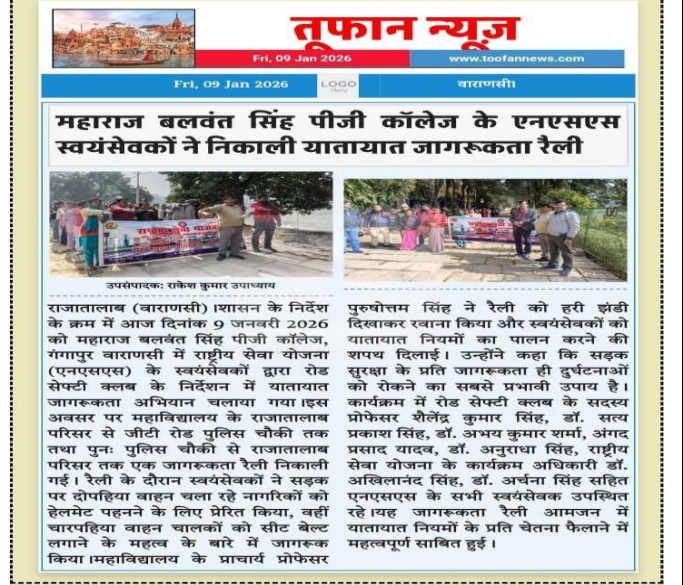 तूफान न्यूज़
Fri, 09 Jan 2026
www.toofannews.com
Fri, 09 Jan 2026
LOGO
Here
वाराणसी।
महाराज बलवंत सिंह पीजी कॉलेज के एनएसएस
स्वयंसेवकों ने निकाली यातायात जागरूकता रैली
उपसंपादक: राकेश कुमार उपाध्याय
राजातालाब (वाराणसी) ।शासन के निर्देश
के क्रम में आज दिनांक 9 जनवरी 2026
को महाराज बलवंत सिंह पीजी कॉलेज,
गंगापुर वाराणसी में राष्ट्रीय सेवा योजना
(एनएसएस) के स्वयंसेवकों द्वारा रोड
सेफ्टी क्लब के निर्देशन में यातायात
जागरूकता अभियान चलाया गया ।इस
अवसर पर महाविद्यालय के राजातालाब
परिसर से जीटी रोड पुलिस चौकी तक
तथा पुनः पुलिस चौकी से राजातालाब
परिसर तक एक जागरूकता रैली निकाली
गई। रैली के दौरान स्वयंसेवकों ने सड़क
पर दोपहिया वाहन चला रहे नागरिकों को
हेलमेट पहनने के लिए प्रेरित किया, वहीं
चारपहिया वाहन चालकों को सीट बेल्ट
लगाने के महत्व के बारे में जागरूक
किया ।महाविद्यालय के प्राचार्य प्रोफेसर
पुरुषोत्तम सिंह ने रैली को हरी झंडी
दिखाकर रवाना किया और स्वयंसेवकों को
यातायात नियमों का पालन करने की
शपथ दिलाई। उन्होंने कहा कि सड़क
सुरक्षा के प्रति जागरूकता ही दुर्घटनाओं
को रोकने का सबसे प्रभावी उपाय है।
कार्यक्रम में रोड सेफ्टी क्लब के सदस्य
प्रोफेसर शैलेंद्र कुमार सिंह, डॉ. सत्य
प्रकाश सिंह, डॉ. अभय कुमार शर्मा, अंगद
प्रसाद यादव, डॉ. अनुराधा सिंह, राष्ट्रीय
सेवा योजना के कार्यक्रम अधिकारी डॉ.
अखिलानंद सिंह, डॉ. अर्चना सिंह सहित
एनएसएस के सभी स्वयंसेवक उपस्थित
रहे ।यह जागरूकता रैली आमजन में
यातायात नियमों के प्रति चेतना फैलाने में
महत्वपूर्ण साबित हुई।